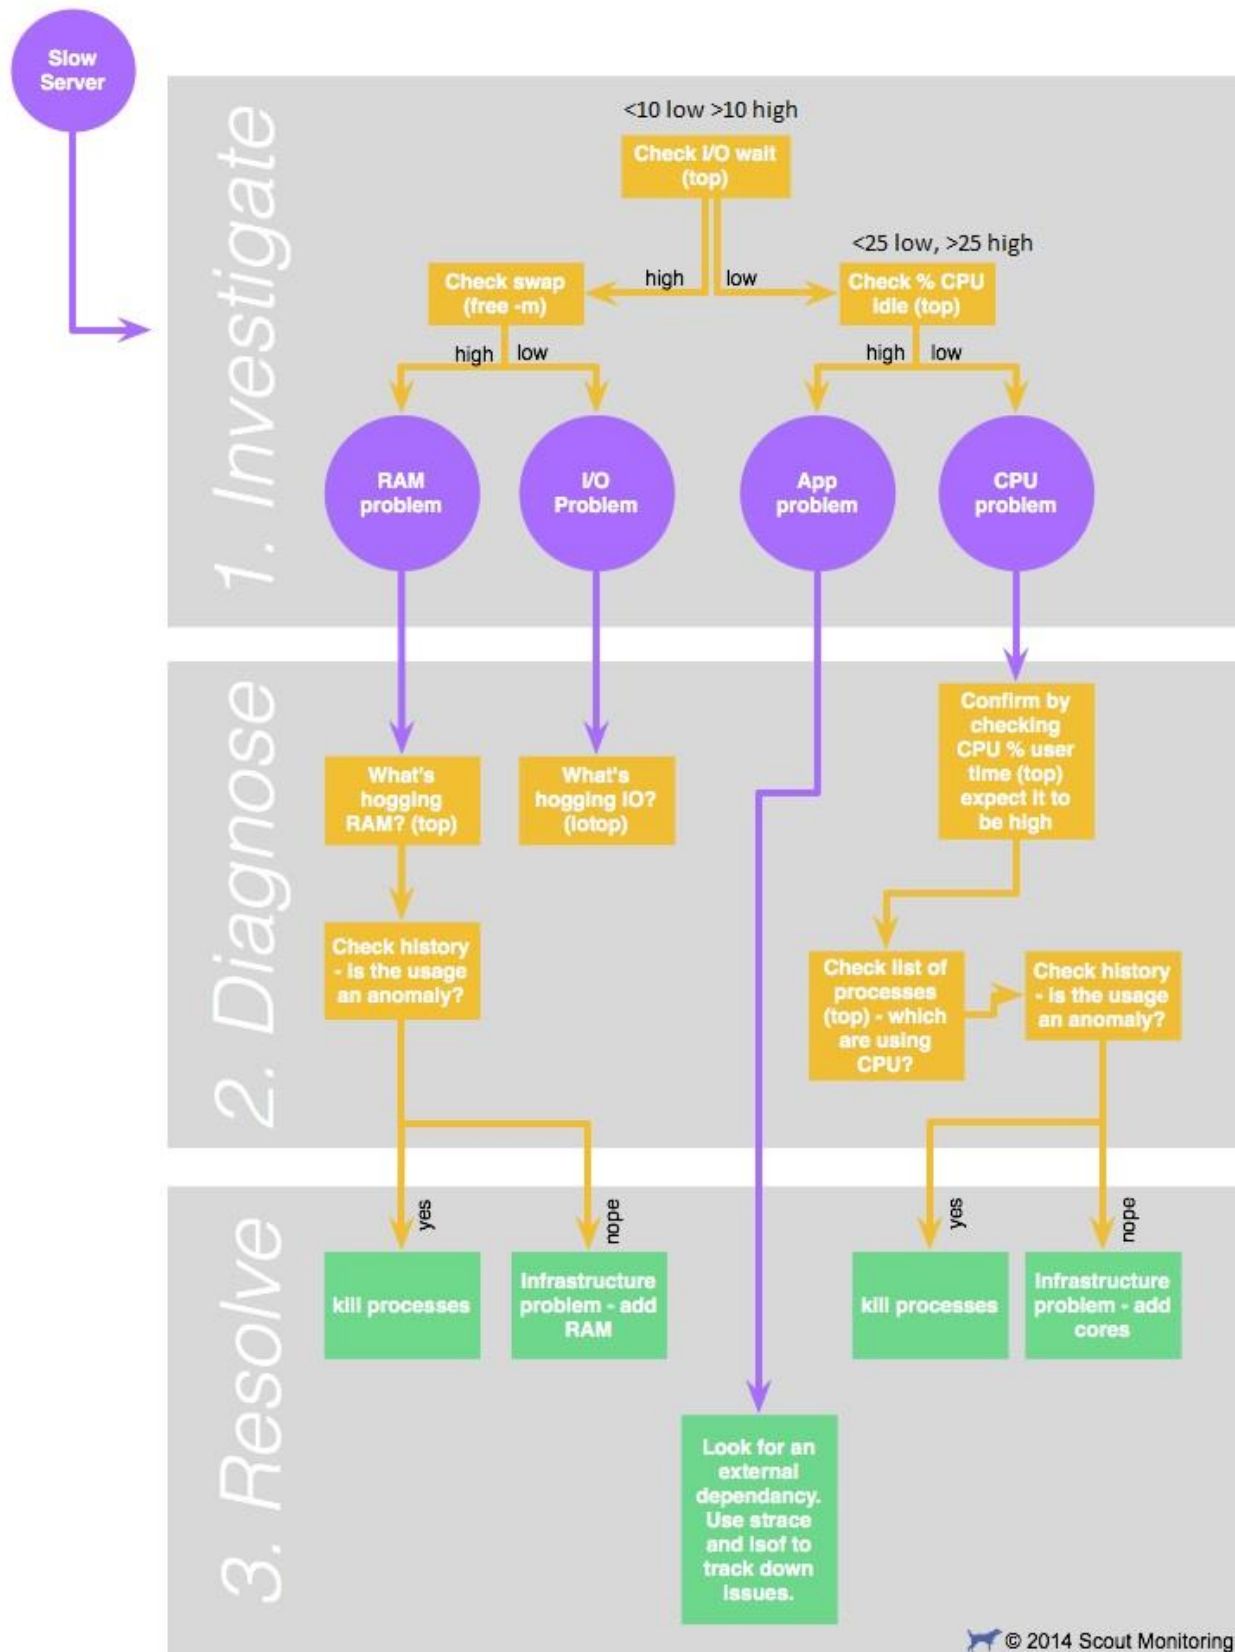 Slow
Server
1. Investigate
<10 low >10 high
Check I/O wait
(top)
<25 low, >25 high
high
low
Check swap
(free -m)
Check % CPU
idle (top)
high
low
high
low
RAM
problem
I/O
Problem
App
problem
CPU
problem
2. Diagnose
Confirm by
checking
CPU % user
time (top)
expect it to
be high
What's
hogging
RAM? (top)
What's
hogging IO?
(iotop)
Check history
- is the usage
an anomaly?
Check list of
processes
(top) - which
are using
CPU?
Check history
- is the usage
an anomaly?
3. Resolve
yes
nope
yes
nope
kill processes
Infrastructure
problem - add
RAM
kill processes
Infrastructure
problem - add
cores
Look for an
external
dependancy.
Use strace
and lsof to
track down
issues.
© 2014 Scout Monitoring